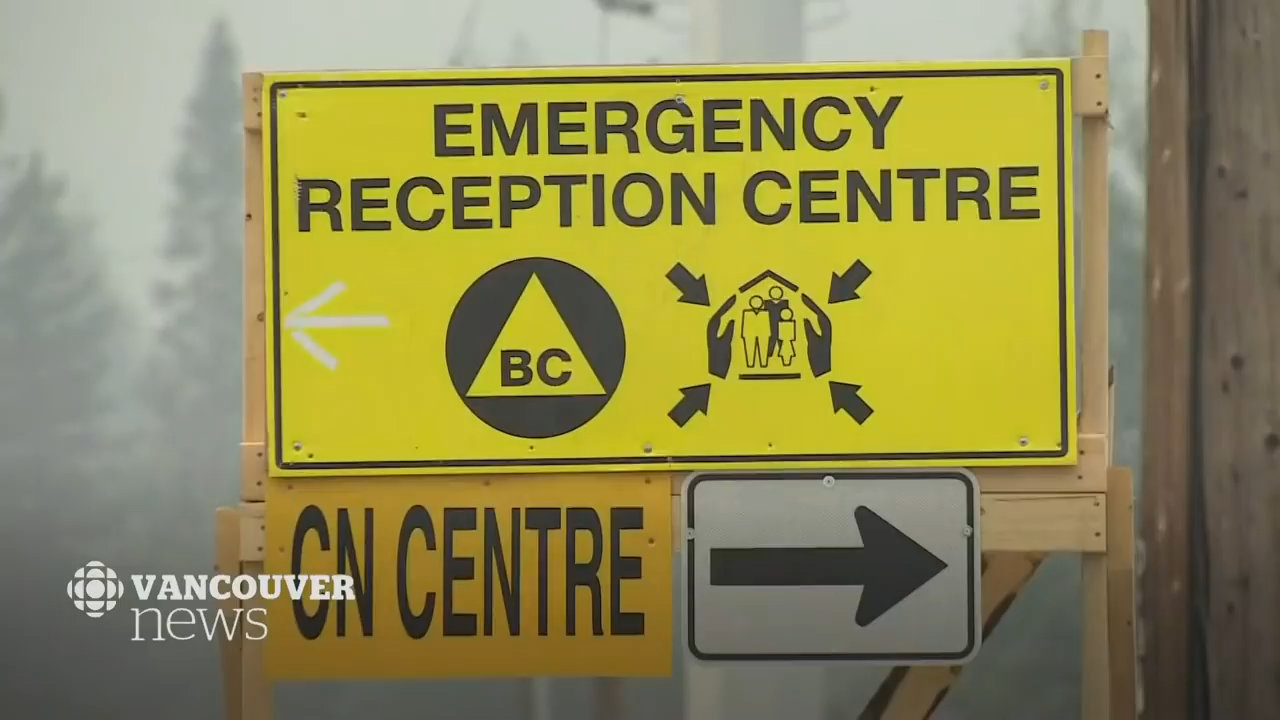 EMERGENCY
RECEPTION CENTRE
BC
CN CENTRE
VANCOUVER
news